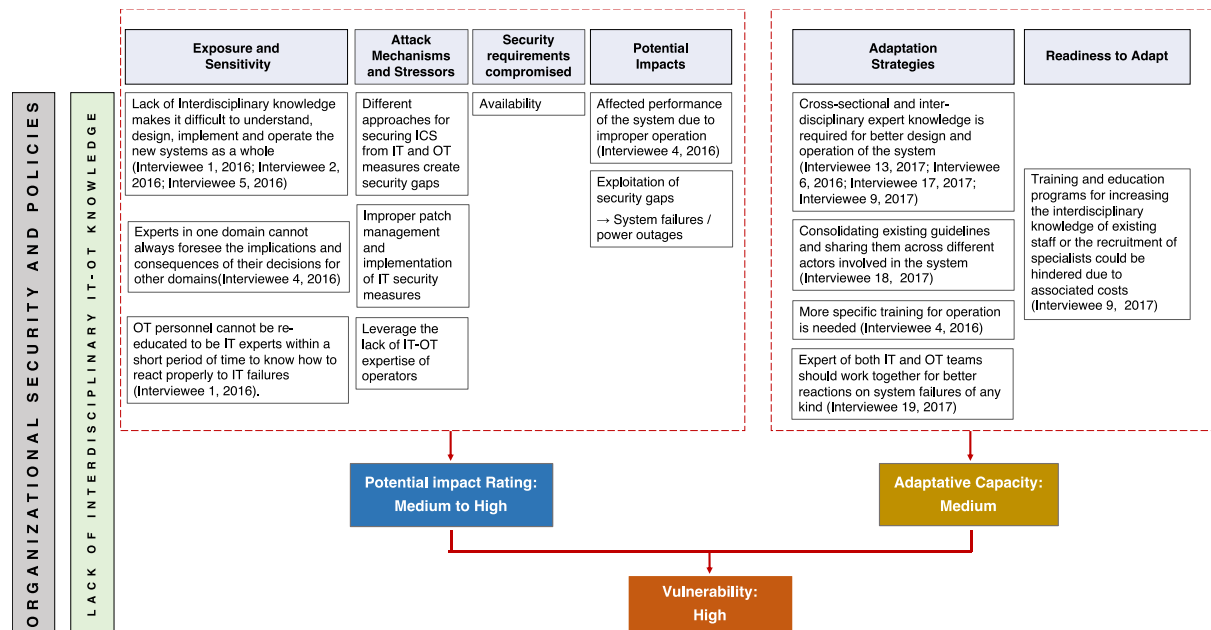 ORGANIZATIONAL SECURITY AND POLICIES
LACK OF INTERDISCIPLINARY IT-OT KNOWLEDGE
Exposure and
Sensitivity
Lack of Interdisciplinary knowledge
makes it difficult to understand,
design, implement and operate the
new systems as a whole
(Interviewee 1, 2016; Interviewee 2,
2016; Interviewee 5, 2016)
Experts in one domain cannot
always foresee the implications and
consequences of their decisions for
other domains(Interviewee 4, 2016)
OT personnel cannot be re-
educated to be IT experts within a
short period of time to know how to
react properly to IT failures
(Interviewee 1, 2016).
Attack
Mechanisms
and Stressors
Different
approaches for
securing ICS
from IT and OT
measures create
security gaps
Improper patch
management
and
implementation
of IT security
measures
Leverage the
lack of IT-OT
expertise of
operators
Security
requirements
compromised
Availability
Potential
Impacts
Affected performance
of the system due to
improper operation
(Interviewee 4, 2016)
Exploitation of
security gaps
→ System failures /
power outages
Adaptation
Strategies
Cross-sectional and inter-
disciplinary expert knowledge is
required for better design and
operation of the system
(Interviewee 13, 2017; Interviewee
6, 2016; Interviewee 17, 2017;
Interviewee 9, 2017)
Consolidating existing guidelines
and sharing them across different
actors involved in the system
(Interviewee 18, 2017)
More specific training for operation
is needed (Interviewee 4, 2016)
Expert of both IT and OT teams
should work together for better
reactions on system failures of any
kind (Interviewee 19, 2017)
Readiness to Adapt
Training and education
programs for increasing
the interdisciplinary
knowledge of existing
staff or the recruitment of
specialists could be
hindered due to
associated costs
(Interviewee 9, 2017)
Potential impact Rating:
Medium to High
Adaptative Capacity:
Medium
Vulnerability:
High